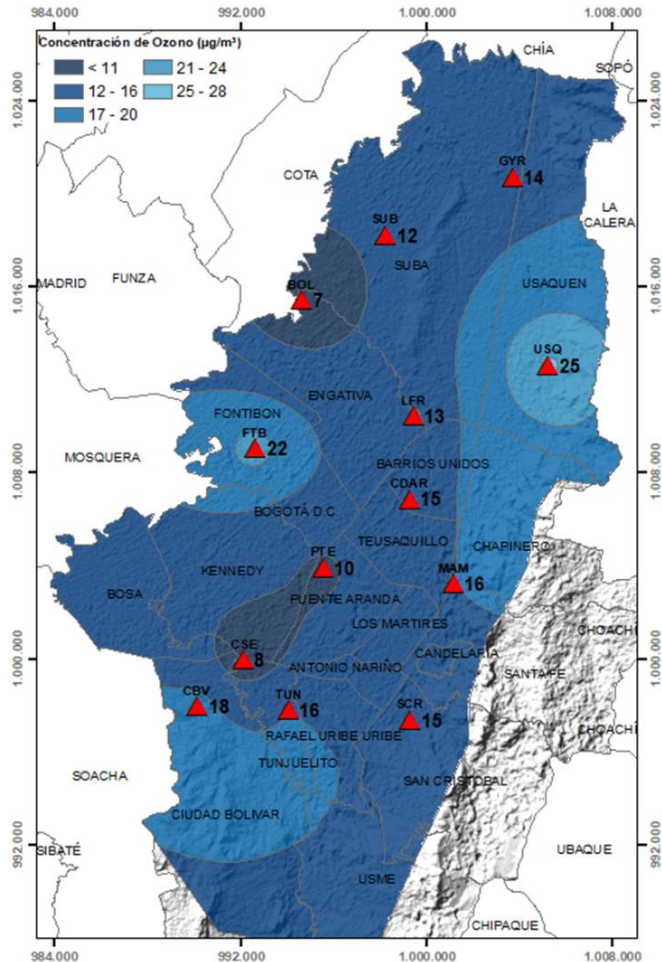 984.000 992.000 1.000.000 1.008.000
Concentración de Ozono (µg/m³)
< 11 21 - 24
12 - 16 25 - 28
17 - 20
CHÍA
SOPÓ
1.024.000 1.024.000
GYR
14
COTA
LA
CALERA
SUB
12
SUBA
MADRID
FUNZA
1.016.000 1.016.000
USAQUEN
BOL
7
USQ
25
ENGATIVA
FONTIBON
LFR
13
FTB
22
MOSQUERA
BARRIOS UNIDOS
1.008.000 1.008.000
CDAR
15
BOGOTÁ D.C.
TEUSAQUILLO
CHAPINERO
PTE
10
KENNEDY
MAM
16
BOSA
PUENTE ARANDA
LOS MARTIRES
CHOACHÍ
CSE
8
CANDELARIA
1.000.000 1.000.000
ANTONIO NARIÑO
SANTA FE
CBV
18
TUN
16
SCR
15
RAFAEL URIBE URIBE
CHOACHÍ
TUNJUELITO
SOACHA
SAN CRISTOBAL
CIUDAD BOLIVAR
992.000 992.000
SIBATÉ
UBAQUE
USME
CHIPAQUE
984.000 992.000 1.000.000 1.008.000